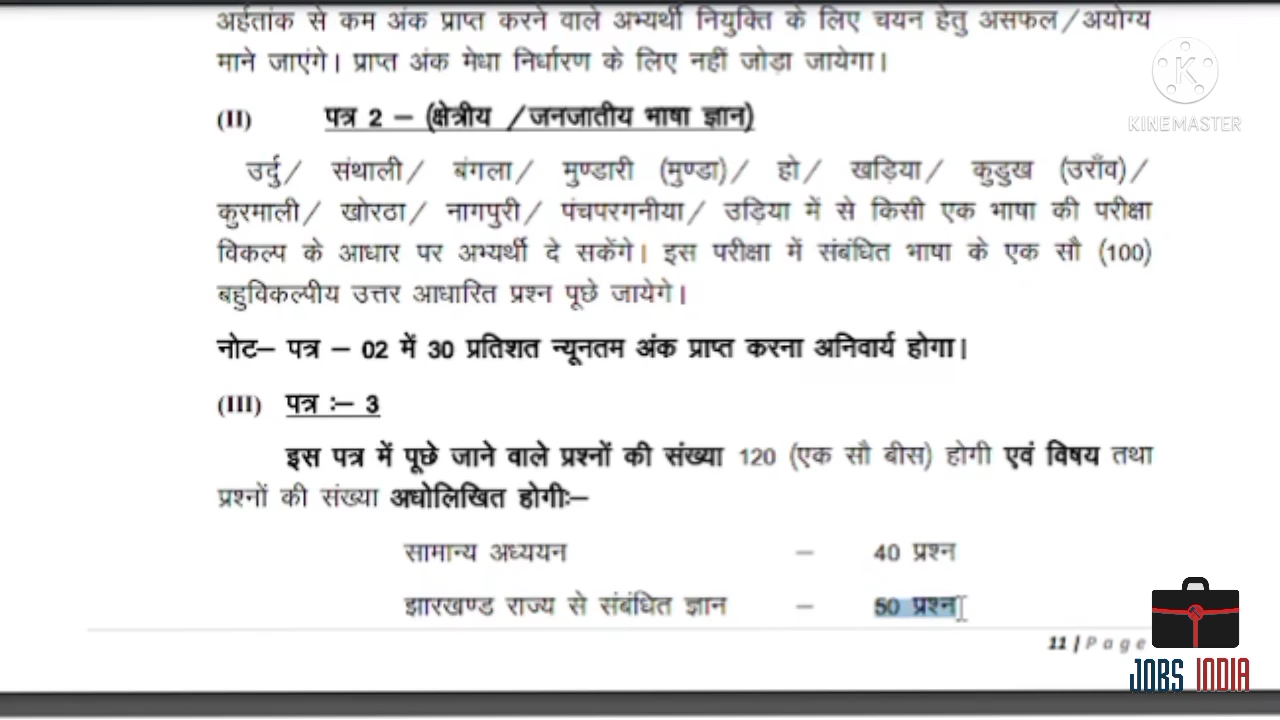 अर्हतांक से कम अंक प्राप्त करने वाले अभ्यर्थी नियुक्ति के लिए चयन हेतु असफल/अयोग्य
माने जाएंगे। प्राप्त अंक मेधा निर्धारण के लिए नहीं जोड़ा जायेगा।
KINEMASTER
(II) पत्र 2 – (क्षेत्रीय /जनजातीय भाषा ज्ञान)
उर्दु/ संथाली/ बंगला/ मुण्डारी (मुण्डा)/ हो/ खड़िया/ कुडुख (उराँव)/
कुरमाली/ खोरठा/ नागपुरी/ पंचपरगनीया/ उड़िया में से किसी एक भाषा की परीक्षा
विकल्प के आधार पर अभ्यर्थी दे सकेंगे। इस परीक्षा में संबंधित भाषा के एक सौ (100)
बहुविकल्पीय उत्तर आधारित प्रश्न पूछे जायेगे।
नोट– पत्र – 02 में 30 प्रतिशत न्यूनतम अंक प्राप्त करना अनिवार्य होगा।
(III) पत्र :– 3
इस पत्र में पूछे जाने वाले प्रश्नों की संख्या 120 (एक सौ बीस) होगी एवं विषय तथा
प्रश्नों की संख्या अधोलिखित होगीः–
सामान्य अध्ययन – 40 प्रश्न
झारखण्ड राज्य से संबंधित ज्ञान – 50 प्रश्न
11 | Page
JOBS INDIA